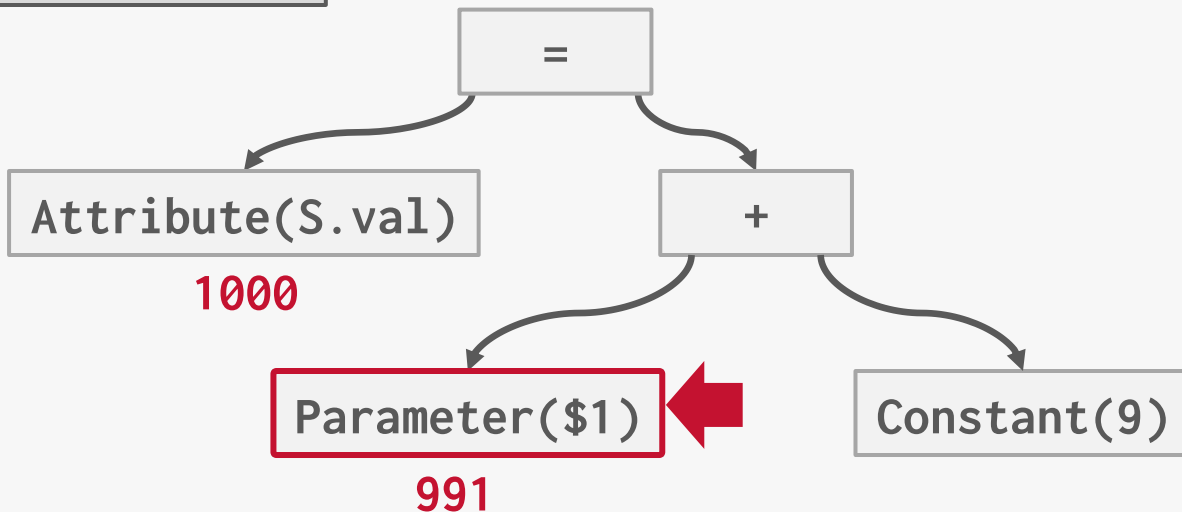 =
Attribute(S.val)
+
1000
Parameter($1)
Constant(9)
991